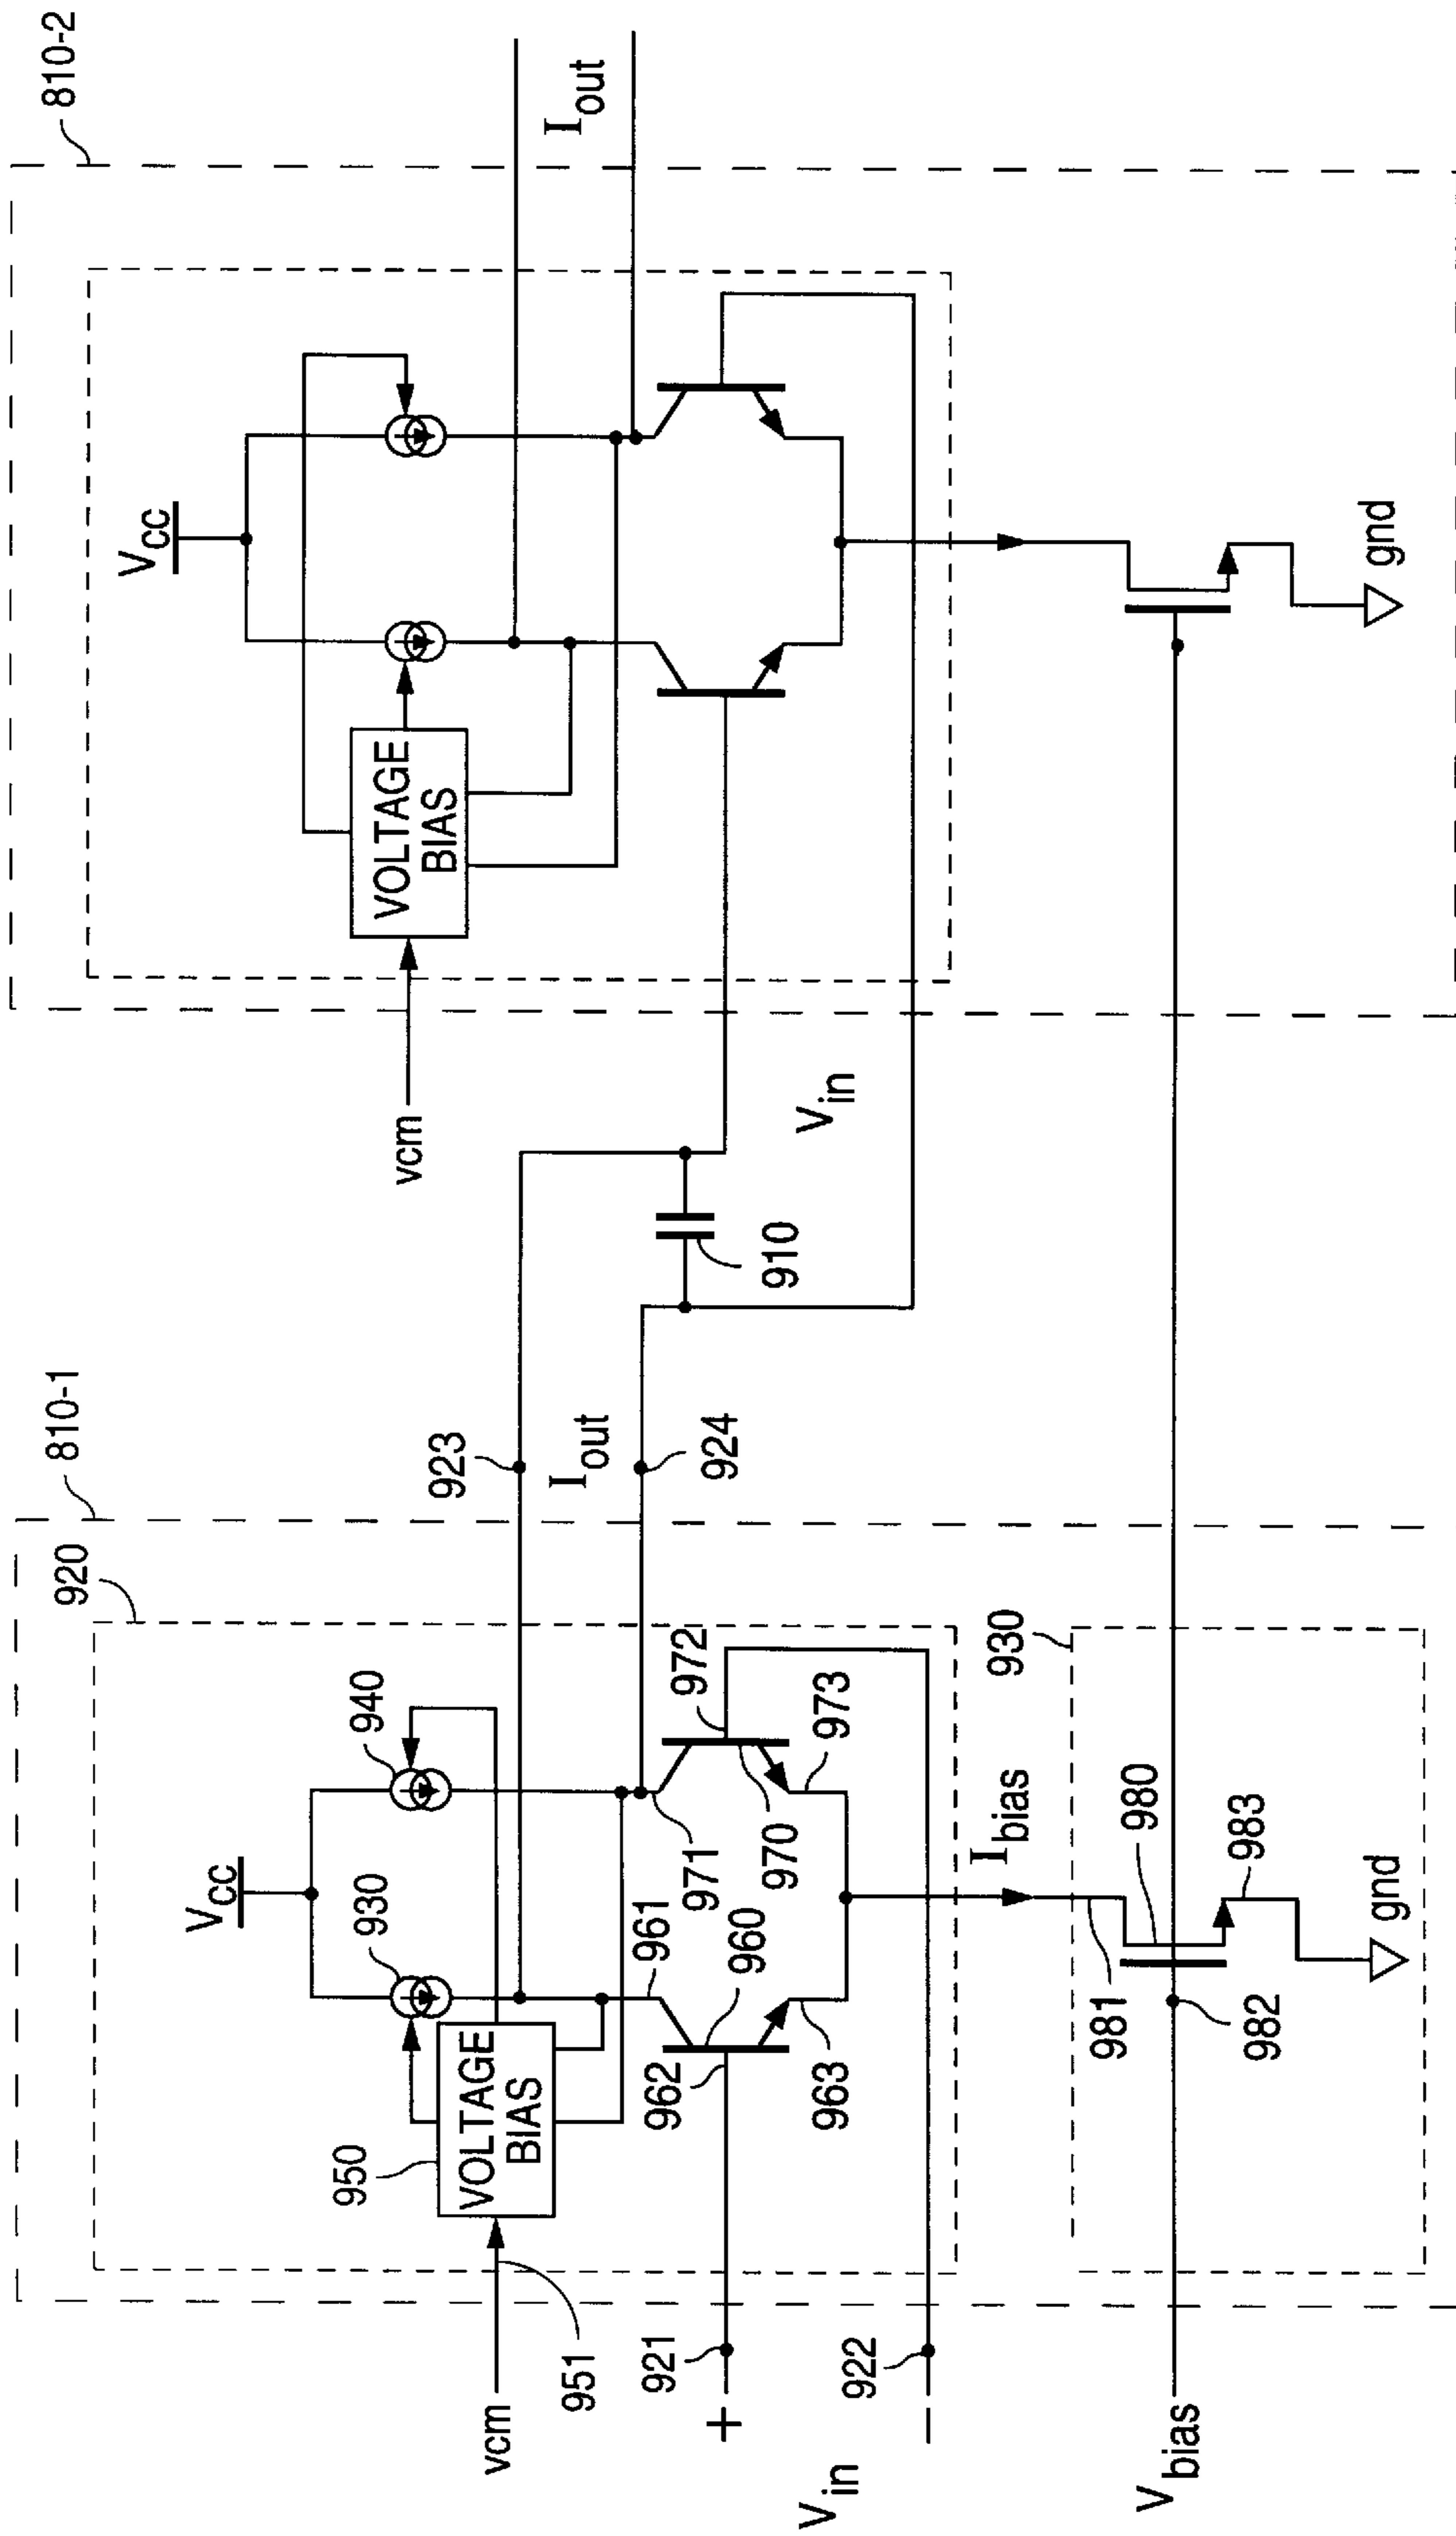 810-1
810-2
920
Vcc
Vcc
930
940
950
VOLTAGE
BIAS
VOLTAGE
BIAS
vcm
951
vcm
923
Iout
924
Iout
961
971
972
962
960
970
963
973
910
921
+
922
−
Vin
Vin
Ibias
930
981
980
982
983
Vbias
gnd
gnd